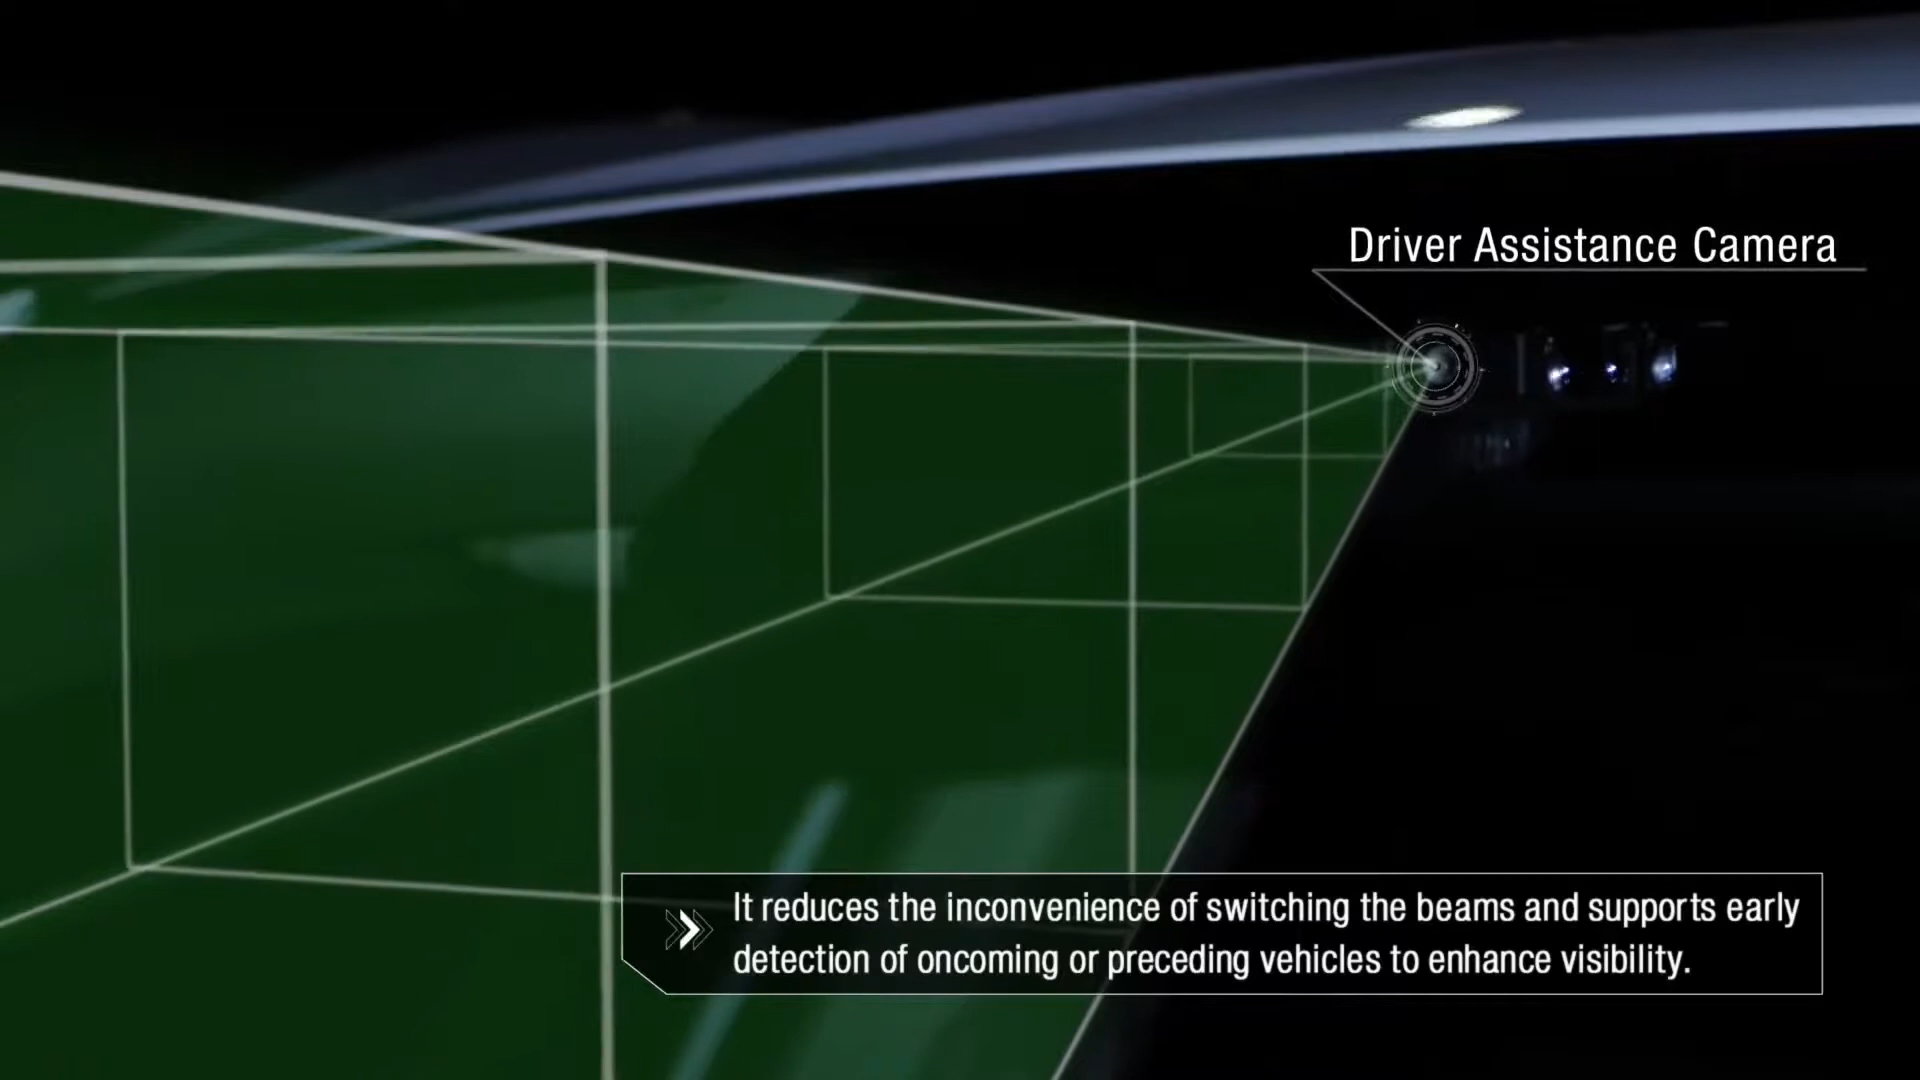 Driver Assistance Camera
It reduces the inconvenience of switching the beams and supports early
detection of oncoming or preceding vehicles to enhance visibility.